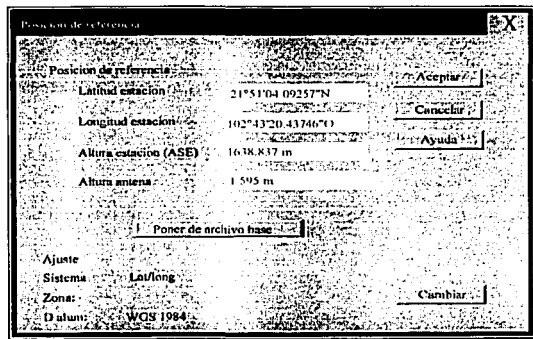 Posicion de referencia X
Posicion de referencia
Latitud estacion 21°51'04.09257"N
Longitud estacion 102°43'20.43746"O
Altura estacion (ASE) 1638.837 m
Altura antena 1.595 m
Aceptar
Cancelar
Ayuda
Poner de archivo base
Ajuste
Sistema Lat/long
Zona:
Datum: WGS 1984
Cambiar